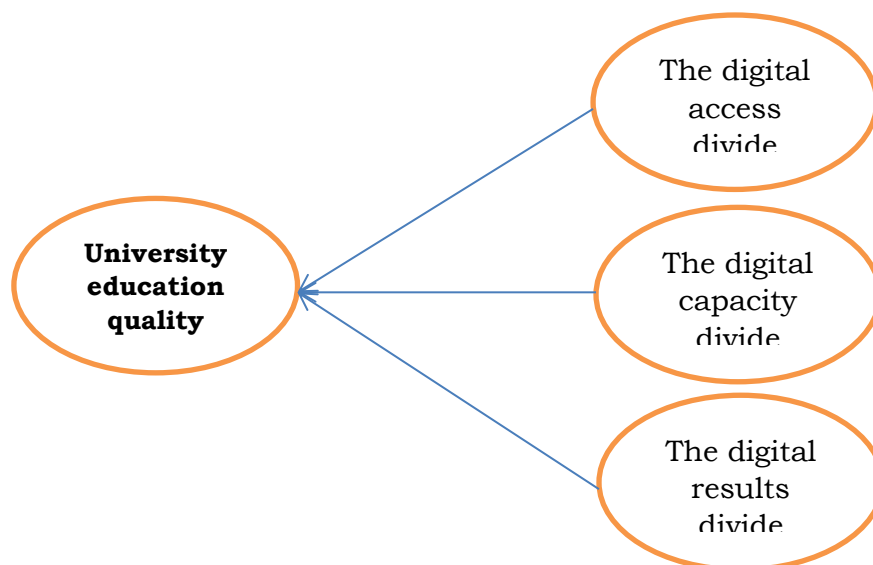 The digital
access
divide
University
education
quality
The digital
capacity
divide
The digital
results
divide